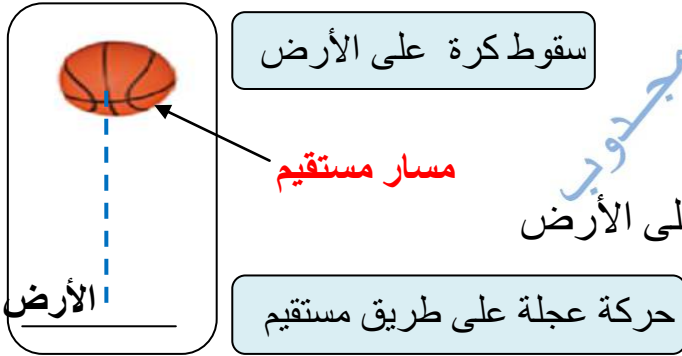 سقوط كرة على الأرض
مسار مستقيم
لى الأرض
الأرض
حركة عجلة على طريق مستقيم